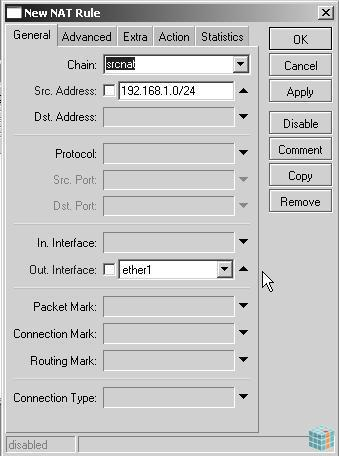 New NAT Rule
General Advanced Extra Action Statistics
Chain: srcnat
Src. Address: 192.168.1.0/24
Dst. Address:
Protocol:
Src. Port:
Dst. Port:
In. Interface:
Out. Interface: ether1
Packet Mark:
Connection Mark:
Routing Mark:
Connection Type:
OK
Cancel
Apply
Disable
Comment
Copy
Remove
disabled